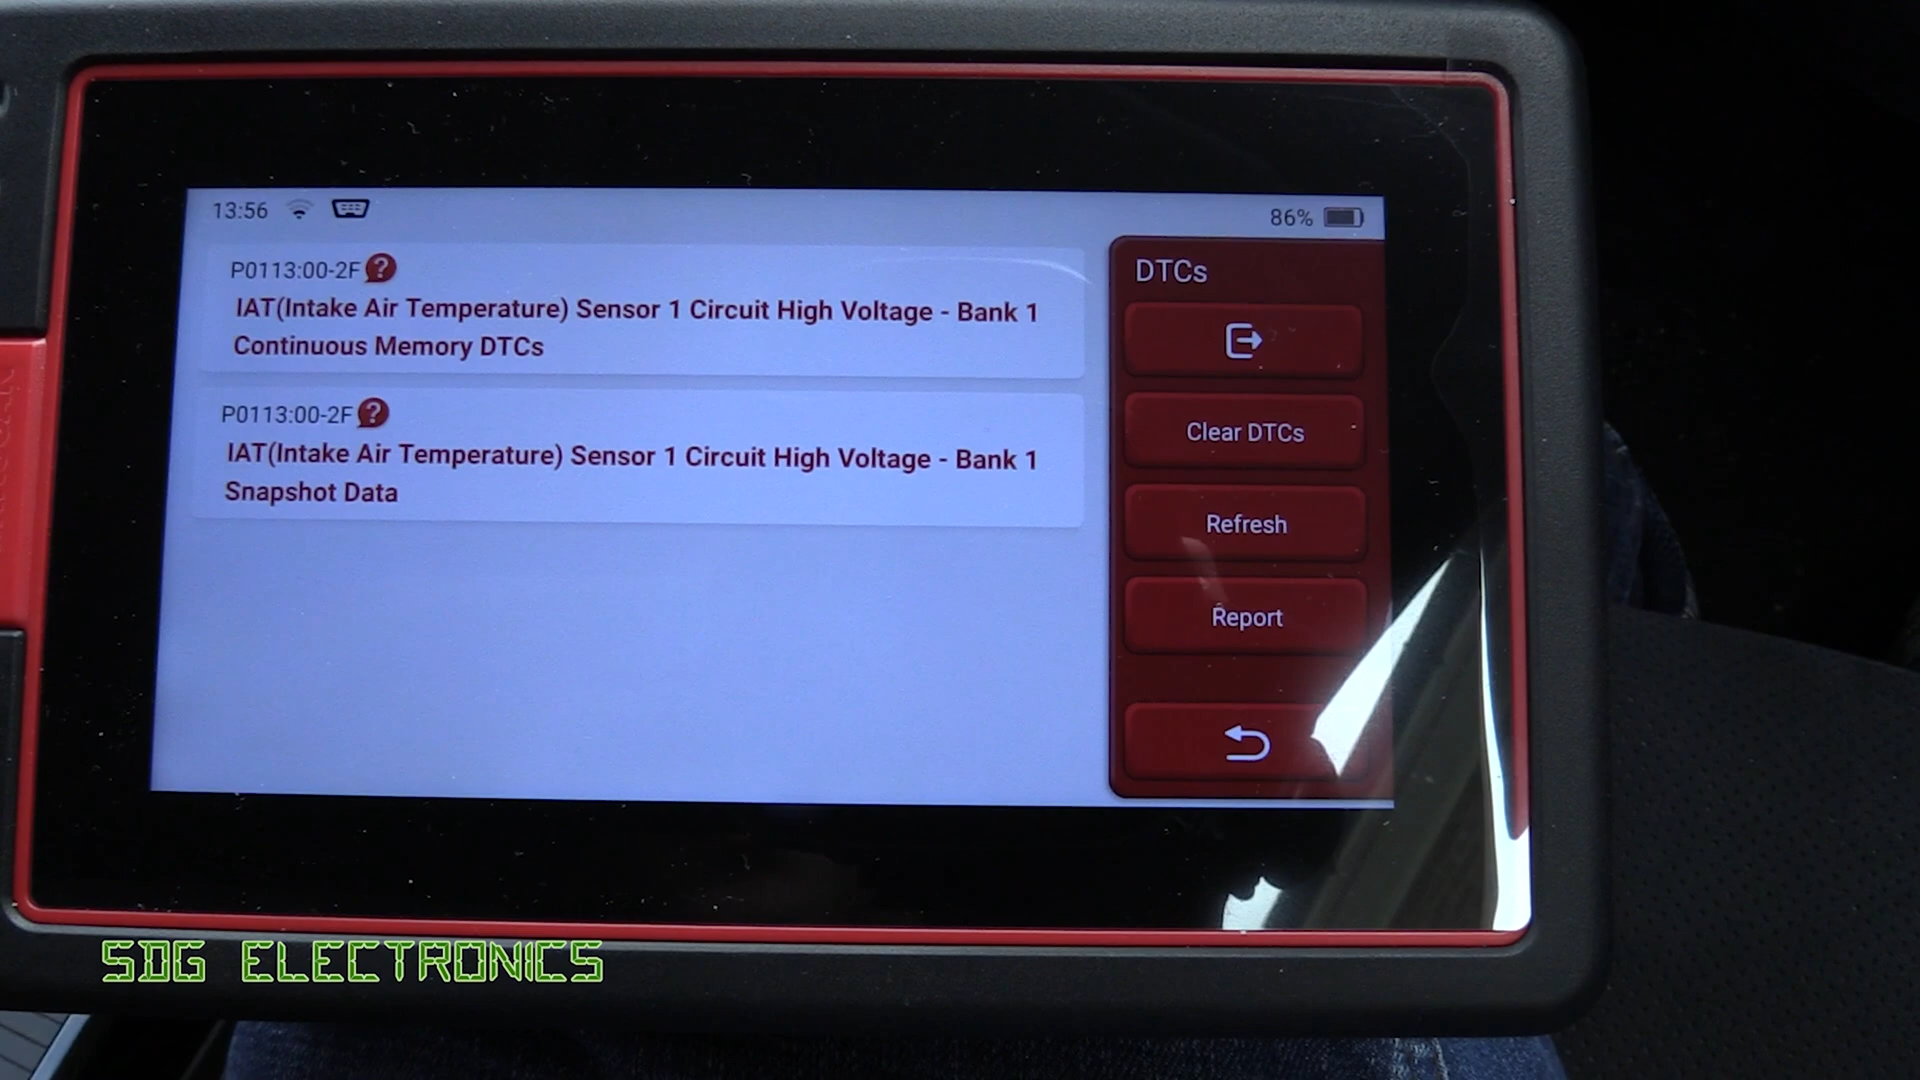 13:56
86%
P0113:00-2F
IAT(Intake Air Temperature) Sensor 1 Circuit High Voltage - Bank 1
Continuous Memory DTCs
P0113:00-2F
IAT(Intake Air Temperature) Sensor 1 Circuit High Voltage - Bank 1
Snapshot Data
DTCs
Clear DTCs
Refresh
Report
SDG ELECTRONICS